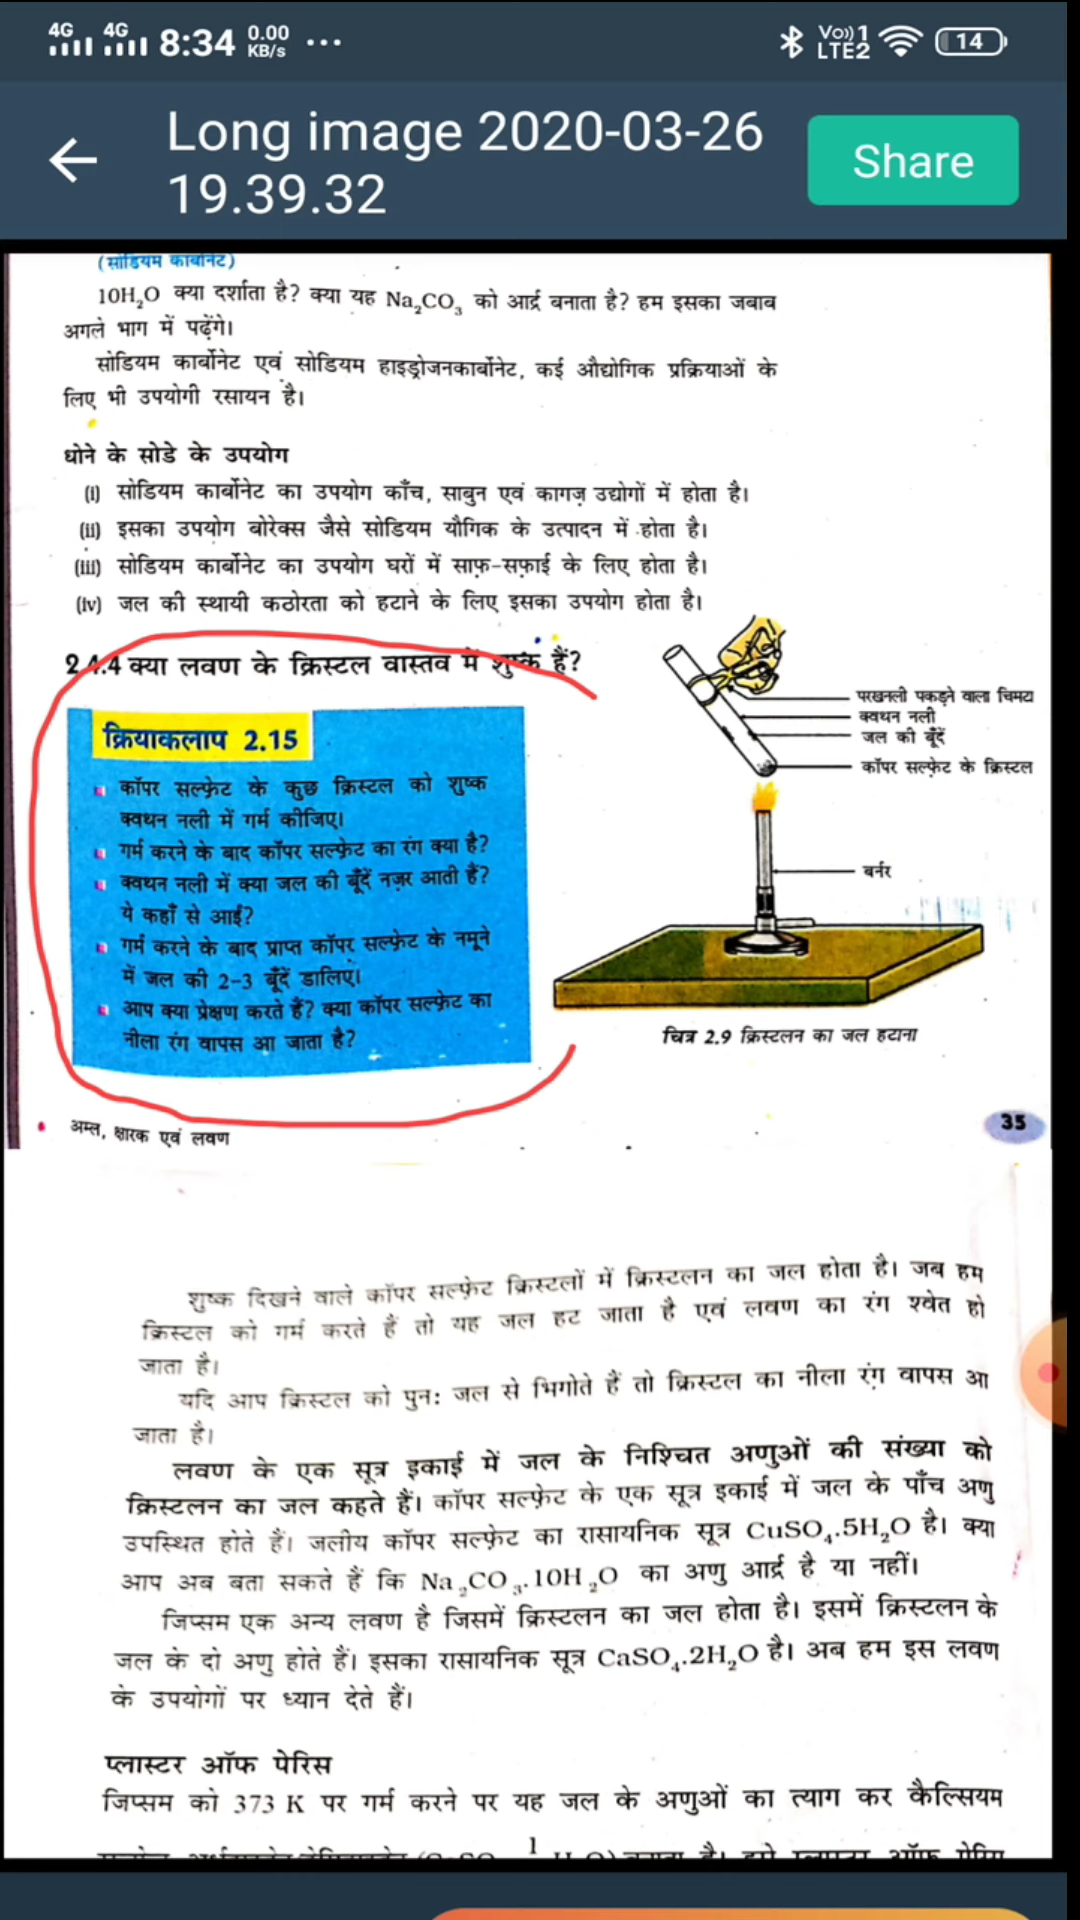 4G 4G 8:34 0.00 KB/s ... Vo))1 LTE2 14
Long image 2020-03-26
19.39.32
Share
(सोडियम कार्बोनेट)
10H₂O क्या दर्शाता है? क्या यह Na₂CO₃ को आर्द्र बनाता है? हम इसका जबाब
अगले भाग में पढ़ेंगे।
सोडियम कार्बोनेट एवं सोडियम हाइड्रोजनकार्बोनेट, कई औद्योगिक प्रक्रियाओं के
लिए भी उपयोगी रसायन है।
धोने के सोडे के उपयोग
(i) सोडियम कार्बोनेट का उपयोग काँच, साबुन एवं कागज़ उद्योगों में होता है।
(ii) इसका उपयोग बोरेक्स जैसे सोडियम यौगिक के उत्पादन में होता है।
(iii) सोडियम कार्बोनेट का उपयोग घरों में साफ़-सफ़ाई के लिए होता है।
(iv) जल की स्थायी कठोरता को हटाने के लिए इसका उपयोग होता है।
2.4.4 क्या लवण के क्रिस्टल वास्तव में शुष्क हैं?
क्रियाकलाप 2.15
कॉपर सल्फ़ेट के कुछ क्रिस्टल को शुष्क
क्वथन नली में गर्म कीजिए।
गर्म करने के बाद कॉपर सल्फ़ेट का रंग क्या है?
क्वथन नली में क्या जल की बूँदें नज़र आती हैं?
ये कहाँ से आईं?
गर्म करने के बाद प्राप्त कॉपर सल्फ़ेट के नमूने
में जल की 2-3 बूँदें डालिए।
आप क्या प्रेक्षण करते हैं? क्या कॉपर सल्फ़ेट का
नीला रंग वापस आ जाता है?
परखनली पकड़ने वाला चिमटा
क्वथन नली
जल की बूँदें
कॉपर सल्फ़ेट के क्रिस्टल
बर्नर
चित्र 2.9 क्रिस्टलन का जल हटाना
अम्ल, क्षारक एवं लवण
35
शुष्क दिखने वाले कॉपर सल्फ़ेट क्रिस्टलों में क्रिस्टलन का जल होता है। जब हम
क्रिस्टल को गर्म करते हैं तो यह जल हट जाता है एवं लवण का रंग श्वेत हो
जाता है।
यदि आप क्रिस्टल को पुन: जल से भिगोते हैं तो क्रिस्टल का नीला रंग वापस आ
जाता है।
लवण के एक सूत्र इकाई में जल के निश्चित अणुओं की संख्या को
क्रिस्टलन का जल कहते हैं। कॉपर सल्फ़ेट के एक सूत्र इकाई में जल के पाँच अणु
उपस्थित होते हैं। जलीय कॉपर सल्फ़ेट का रासायनिक सूत्र CuSO₄.5H₂O है। क्या
आप अब बता सकते हैं कि Na₂CO₃.10H₂O का अणु आर्द्र है या नहीं।
जिप्सम एक अन्य लवण है जिसमें क्रिस्टलन का जल होता है। इसमें क्रिस्टलन के
जल के दो अणु होते हैं। इसका रासायनिक सूत्र CaSO₄.2H₂O है। अब हम इस लवण
के उपयोगों पर ध्यान देते हैं।
प्लास्टर ऑफ पेरिस
जिप्सम को 373 K पर गर्म करने पर यह जल के अणुओं का त्याग कर कैल्सियम